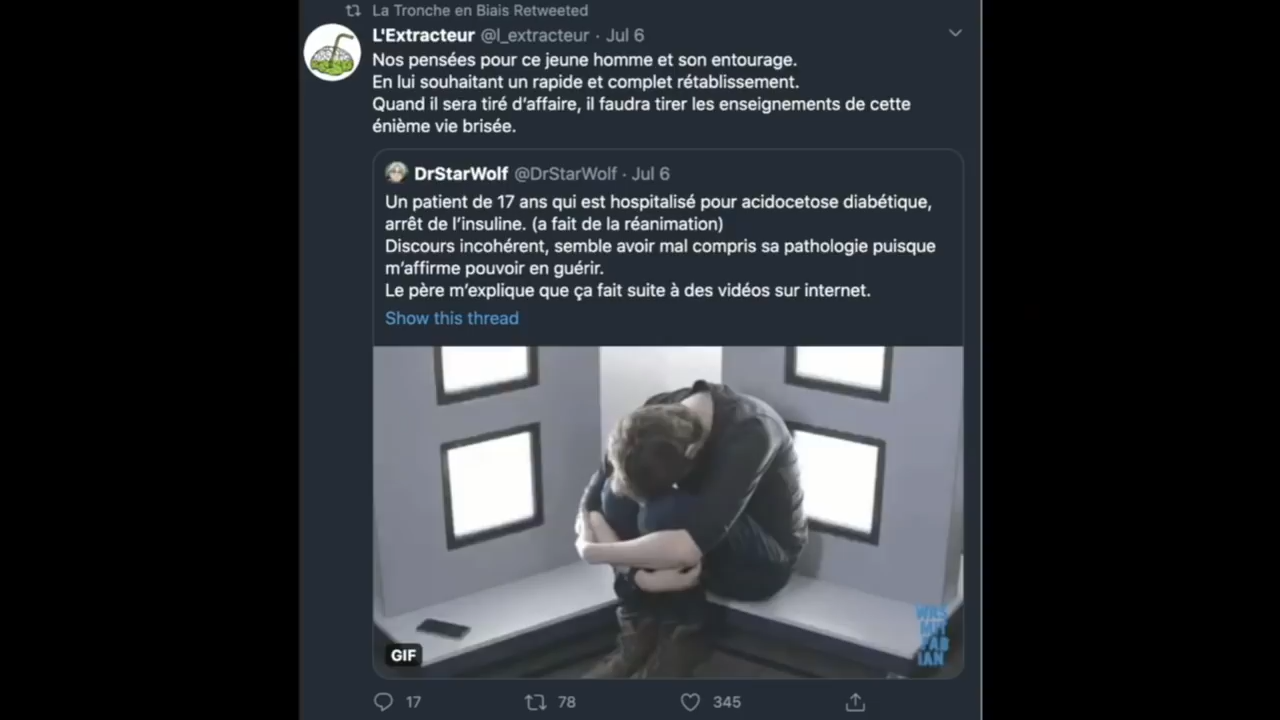 La Tronche en Biais Retweeted
L'Extracteur @l_extracteur · Jul 6
Nos pensées pour ce jeune homme et son entourage.
En lui souhaitant un rapide et complet rétablissement.
Quand il sera tiré d'affaire, il faudra tirer les enseignements de cette
énième vie brisée.
DrStarWolf @DrStarWolf · Jul 6
Un patient de 17 ans qui est hospitalisé pour acidocetose diabétique,
arrêt de l'insuline. (a fait de la réanimation)
Discours incohérent, semble avoir mal compris sa pathologie puisque
m'affirme pouvoir en guérir.
Le père m'explique que ça fait suite à des vidéos sur internet.
Show this thread
WAS
MIT
FAB
IAN
GIF
17 78 345